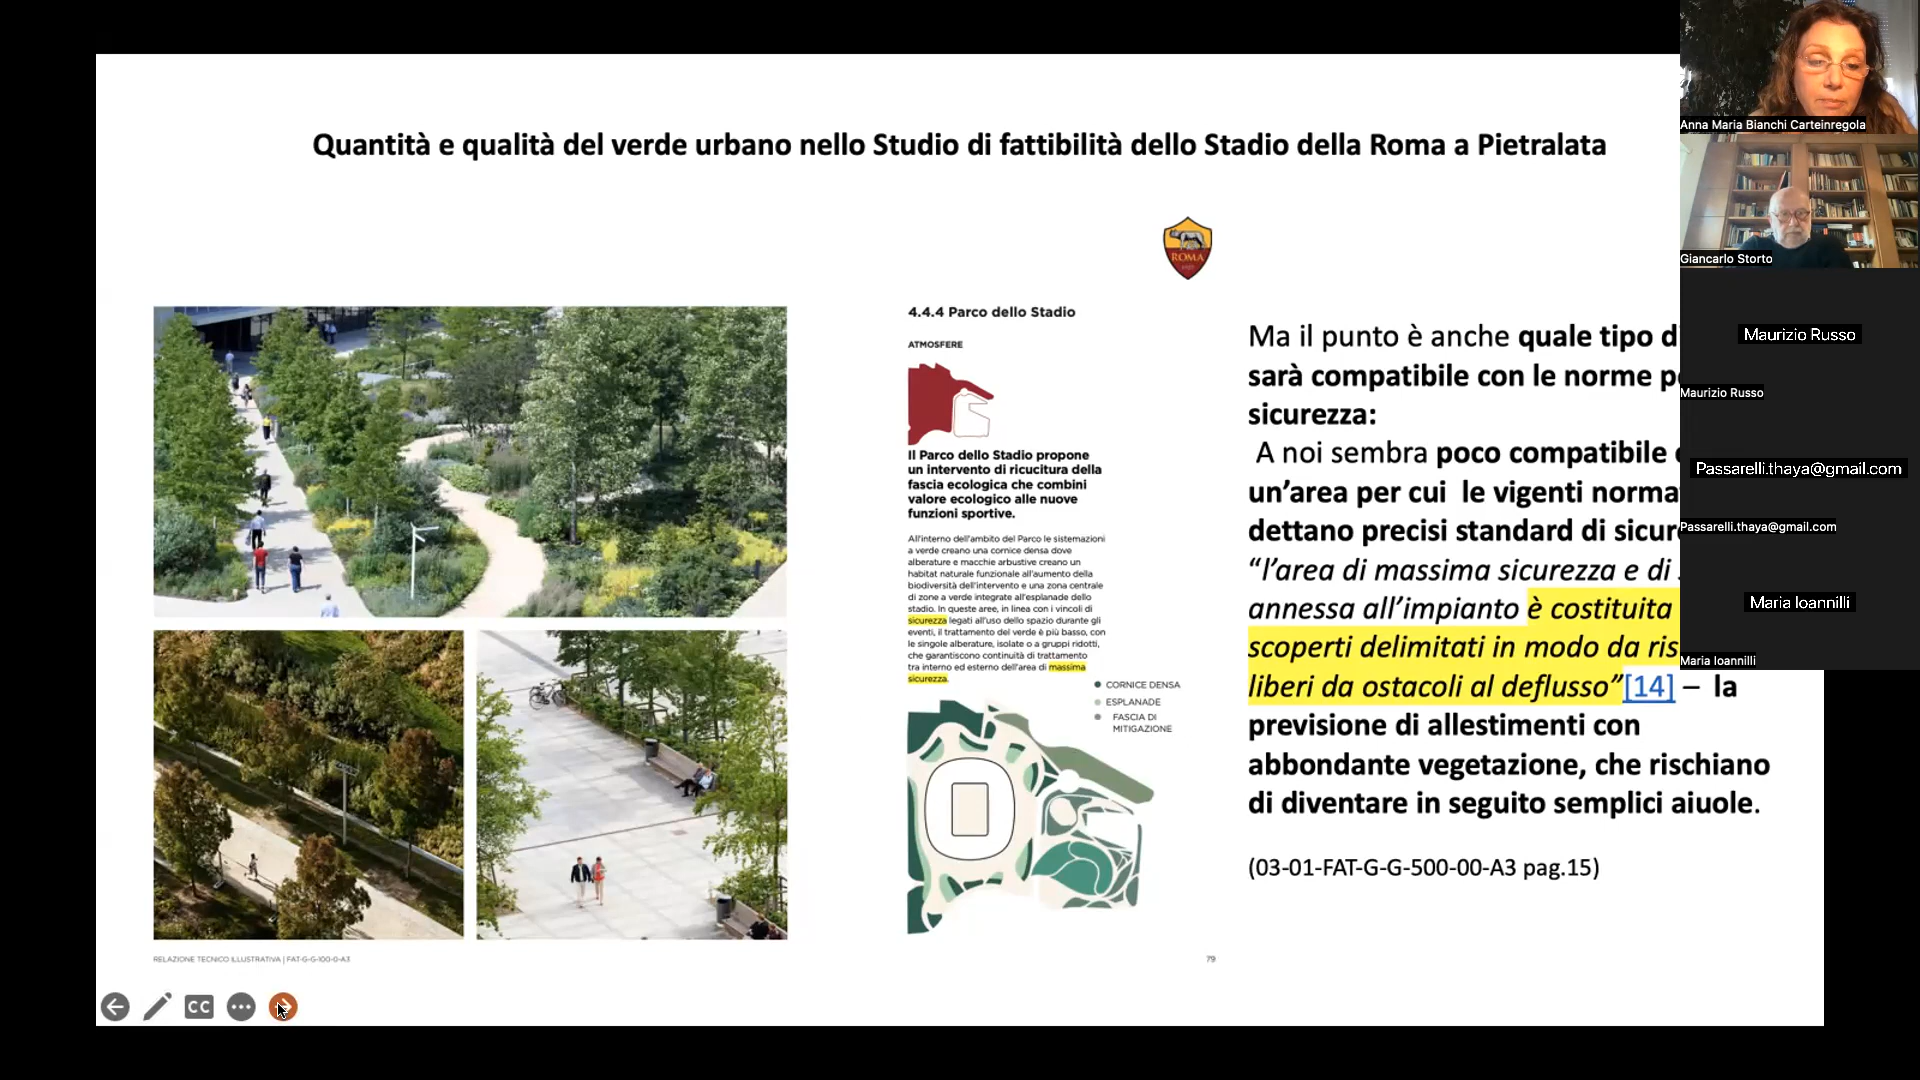 Quantità e qualità del verde urbano nello Studio di fattibilità dello Stadio della Roma a Pietralata
ROMA
1927
4.4.4 Parco dello Stadio
ATMOSFERE
Il Parco dello Stadio propone
un intervento di ricucitura della
fascia ecologica che combini
valore ecologico alle nuove
funzioni sportive.
All'interno dell'ambito del Parco le sistemazioni
a verde creano una cornice densa dove
alberature e macchie arbustive creano un
habitat naturale funzionale all'aumento della
biodiversità dell'intervento e una zona centrale
di zone a verde integrate all'esplanade dello
stadio. In queste aree, in linea con i vincoli di
sicurezza legati all'uso dello spazio durante gli
eventi, il trattamento del verde è più basso, con
le singole alberature, isolate o a gruppi ridotti,
che garantiscono continuità di trattamento
tra interno ed esterno dell'area di massima
sicurezza.
CORNICE DENSA
ESPLANADE
FASCIA DI
MITIGAZIONE
RELAZIONE TECNICO ILLUSTRATIVA | FAT-G-G-100-0-A3
79
Ma il punto è anche quale tipo d
sarà compatibile con le norme p
sicurezza:
A noi sembra poco compatibile
un'area per cui le vigenti norma
dettano precisi standard di sicur
“l'area di massima sicurezza e di
annessa all'impianto è costituita
scoperti delimitati in modo da ris
liberi da ostacoli al deflusso”[14] – la
previsione di allestimenti con
abbondante vegetazione, che rischiano
di diventare in seguito semplici aiuole.
(03-01-FAT-G-G-500-00-A3 pag.15)
CC
Anna Maria Bianchi Carteinregola
Giancarlo Storto
Maurizio Russo
Maurizio Russo
Passarelli.thaya@gmail.com
Passarelli.thaya@gmail.com
Maria Ioannilli
Maria Ioannilli